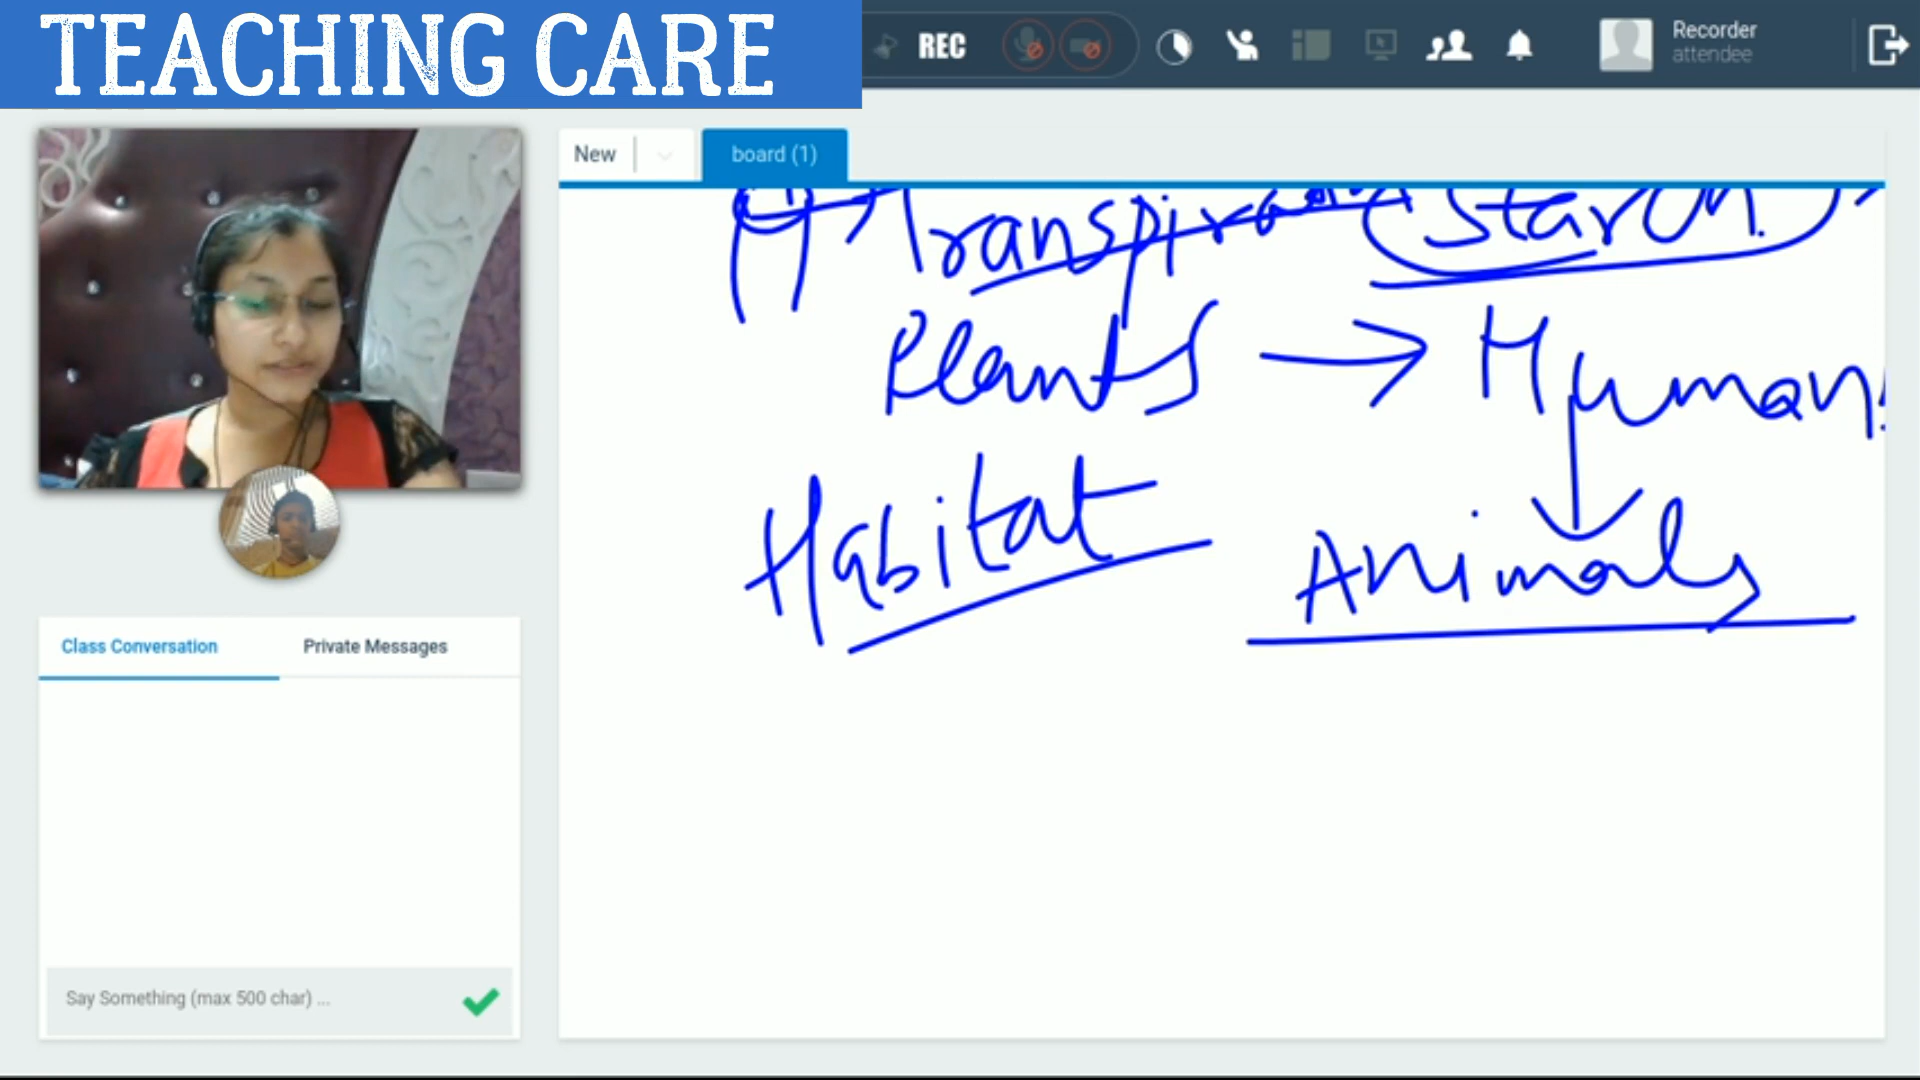 TEACHING CARE
REC
Recorder
attendee
New
board (1)
Transpiration (Starch)
Plants → Humans
Habitat
Animals
Class Conversation
Private Messages
Say Something (max 500 char) ...